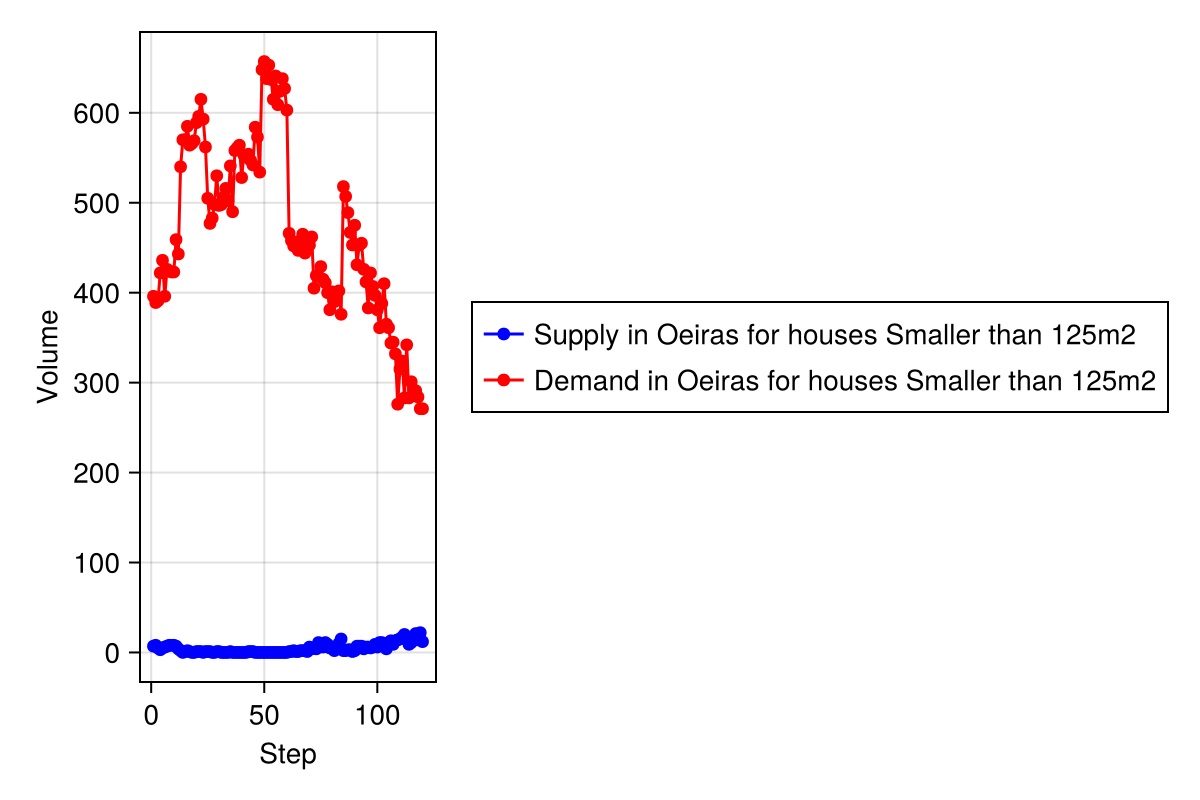 600
500
400
300
200
100
0
Volume
0 50 100
Step
Supply in Oeiras for houses Smaller than 125m2
Demand in Oeiras for houses Smaller than 125m2